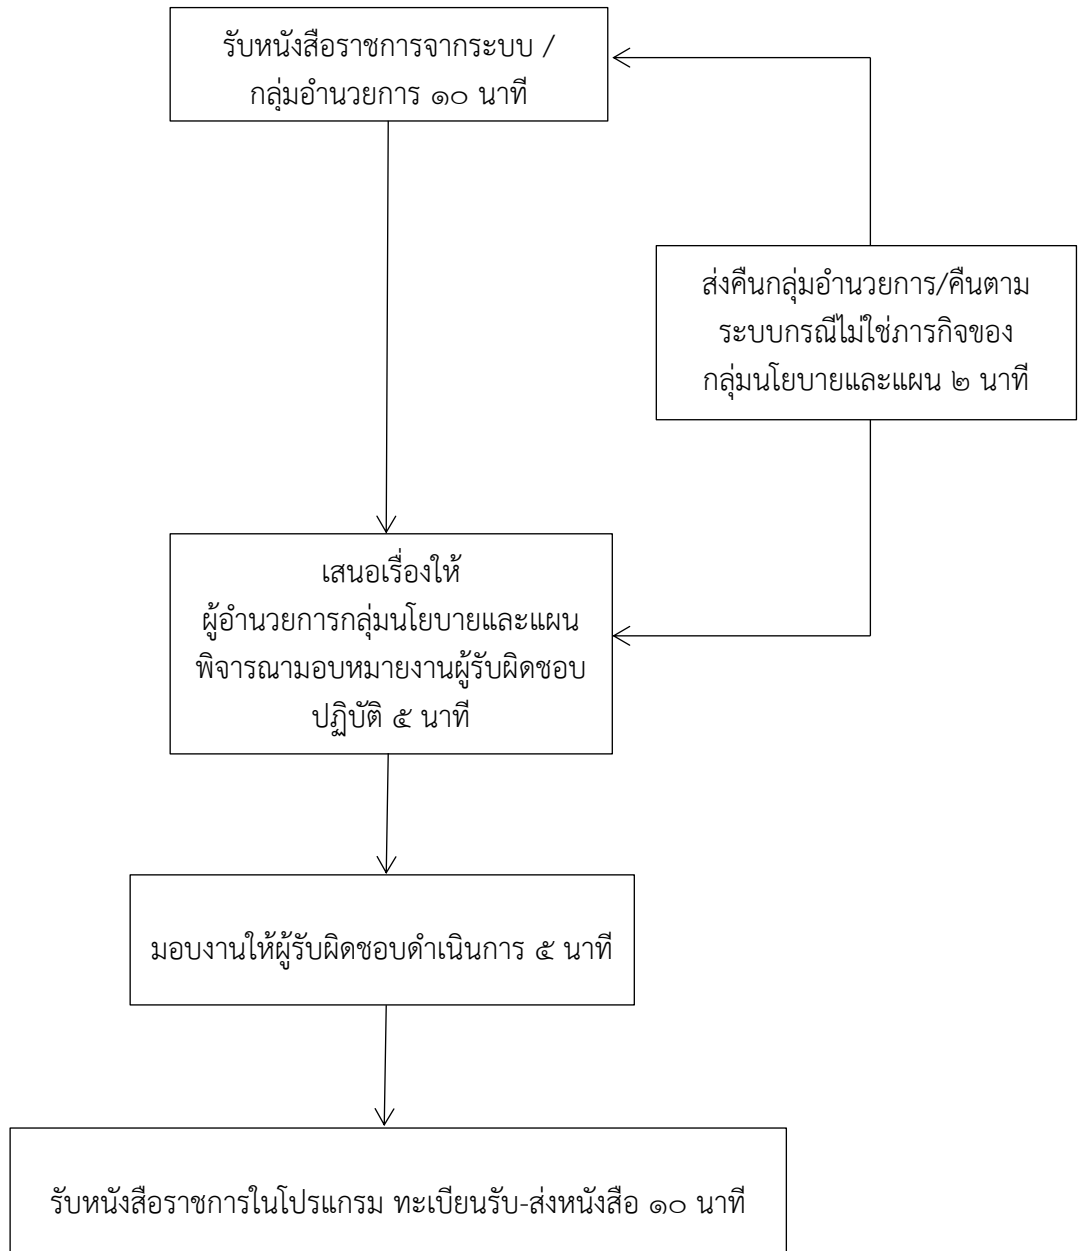 รับหนังสือราชการจากระบบ /
กลุ่มอำนวยการ ๑๐ นาที
ส่งคืนกลุ่มอำนวยการ/คืนตาม
ระบบกรณีไม่ใช่ภารกิจของ
กลุ่มนโยบายและแผน ๒ นาที
เสนอเรื่องให้
ผู้อำนวยการกลุ่มนโยบายและแผน
พิจารณามอบหมายงานผู้รับผิดชอบ
ปฏิบัติ ๕ นาที
มอบงานให้ผู้รับผิดชอบดำเนินการ ๕ นาที
รับหนังสือราชการในโปรแกรม ทะเบียนรับ-ส่งหนังสือ ๑๐ นาที